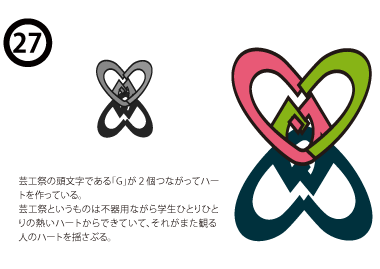 27
芸工祭の頭文字である「G」が２個つながってハー
トを作っている。
芸工祭というものは不器用ながら学生ひとりひと
りの熱いハートからできていて、それがまた観る
人のハートを揺さぶる。